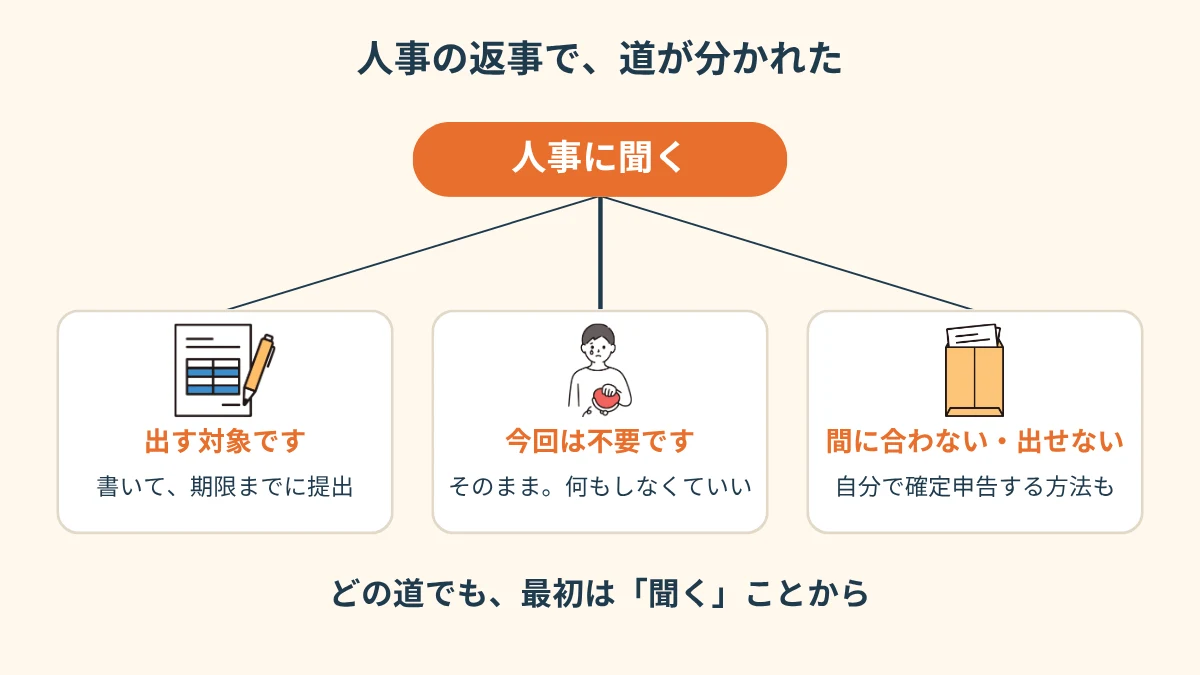 人事の返事で、道が分かれた
人事に聞く
出す対象です
書いて、期限までに提出
今回は不要です
そのまま。何もしなくていい
間に合わない・出せない
自分で確定申告する方法も
どの道でも、最初は「聞く」ことから